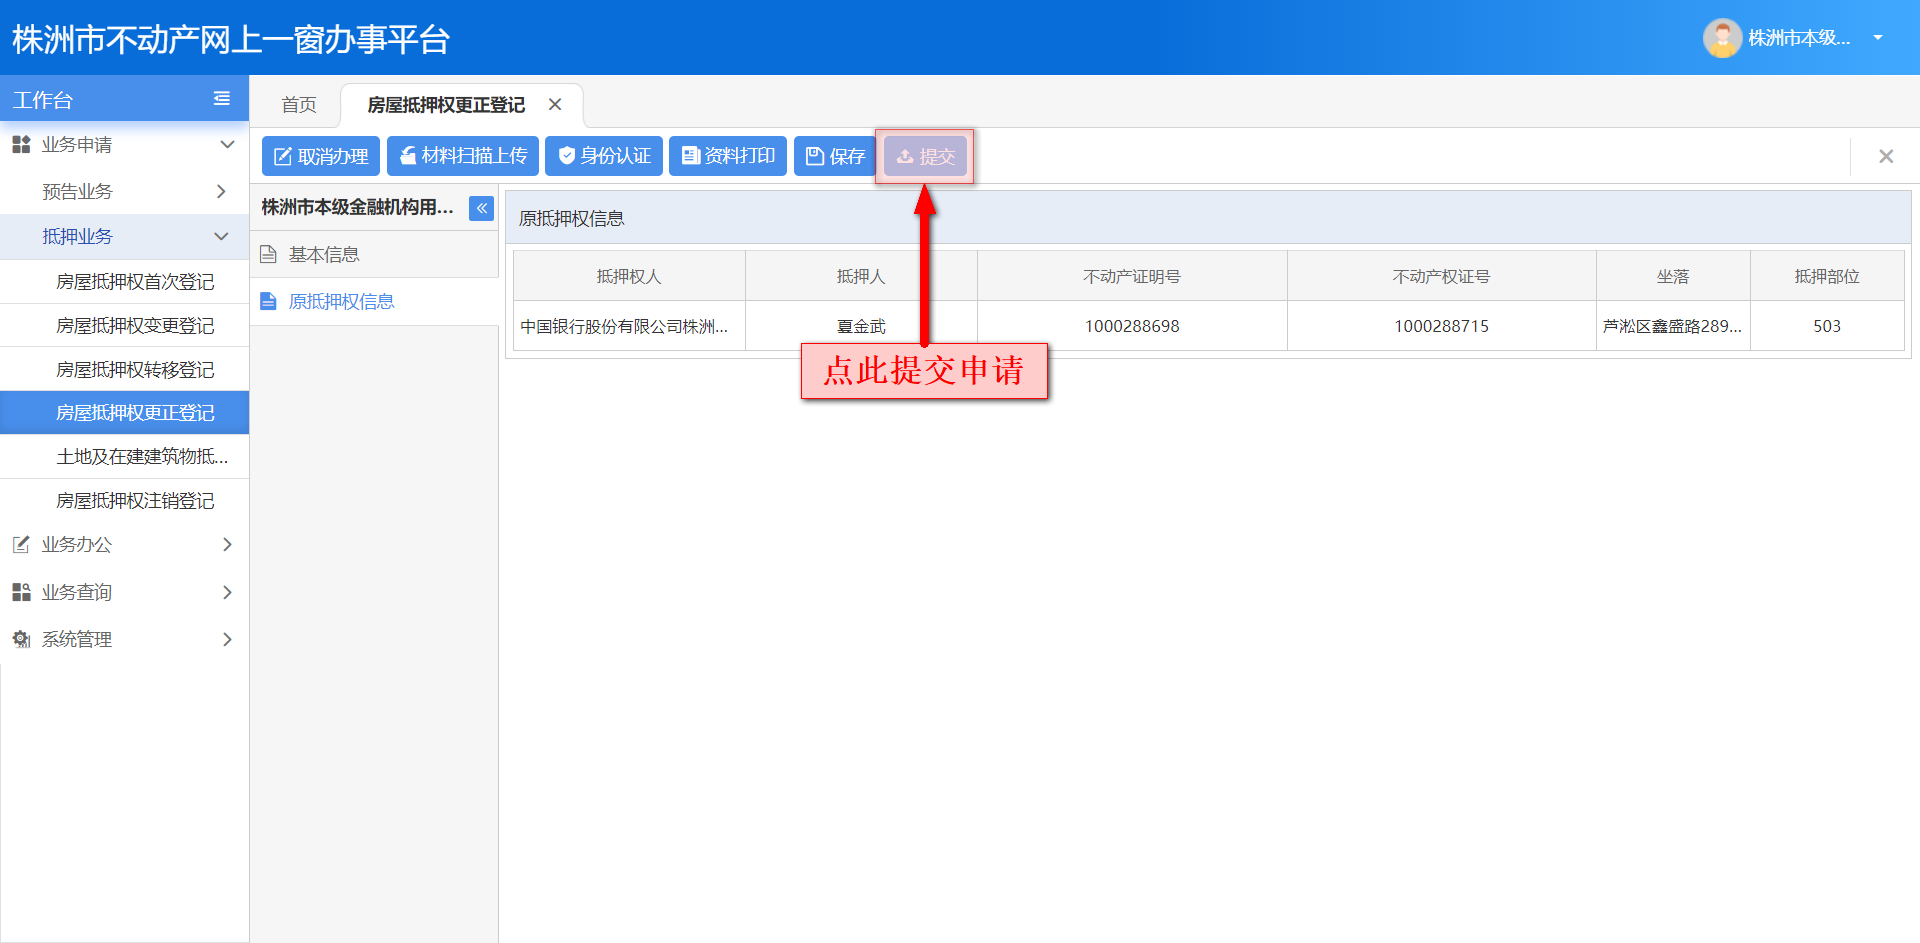 株洲市不动产网上一窗办事平台
株洲市本级...
工作台
首页
房屋抵押权更正登记
业务申请
预告业务
抵押业务
房屋抵押权首次登记
房屋抵押权变更登记
房屋抵押权转移登记
房屋抵押权更正登记
土地及在建建筑物抵...
房屋抵押权注销登记
业务办公
业务查询
系统管理
取消办理 材料扫描上传 身份认证 资料打印 保存 提交
株洲市本级金融机构用...
基本信息
原抵押权信息
原抵押权信息
抵押权人 抵押人 不动产证明号 不动产权证号 坐落 抵押部位
中国银行股份有限公司株洲... 夏金武 1000288698 1000288715 芦淞区鑫盛路289... 503
点此提交申请